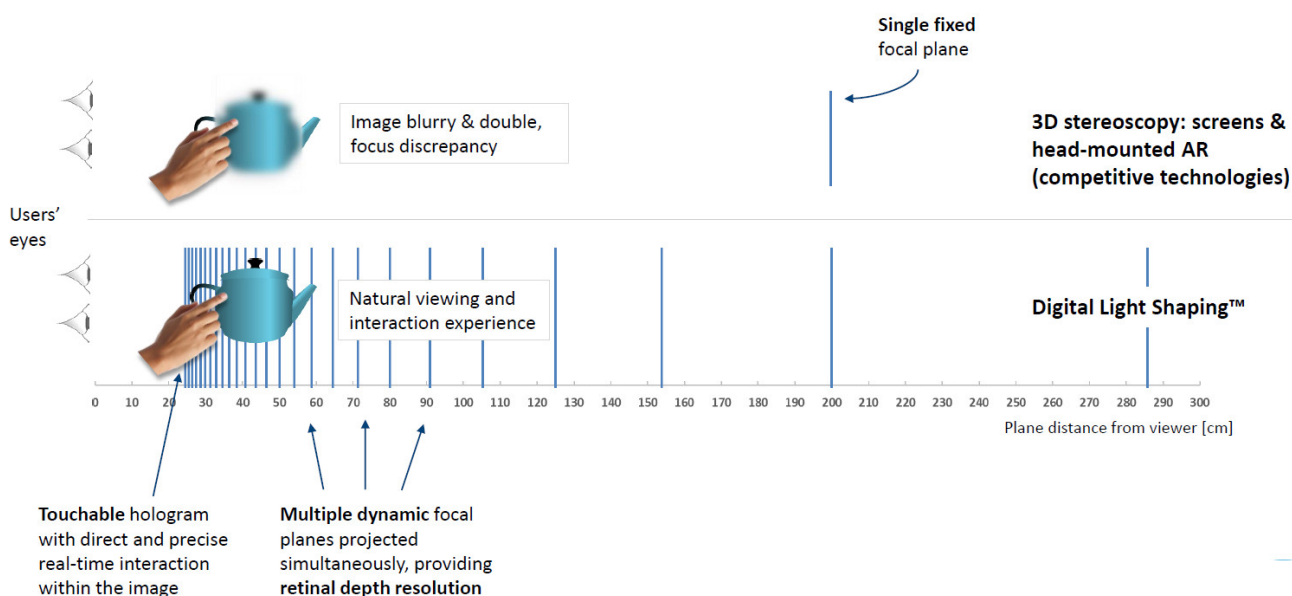 Single fixed
focal plane
Image blurry & double,
focus discrepancy
3D stereoscopy: screens &
head-mounted AR
(competitive technologies)
Users'
eyes
Natural viewing and
interaction experience
Digital Light Shaping™
0 10 20 30 40 50 60 70 80 90 100 110 120 130 140 150 160 170 180 190 200 210 220 230 240 250 260 270 280 290 300
Plane distance from viewer [cm]
Touchable hologram
with direct and precise
real-time interaction
within the image
Multiple dynamic focal
planes projected
simultaneously, providing
retinal depth resolution